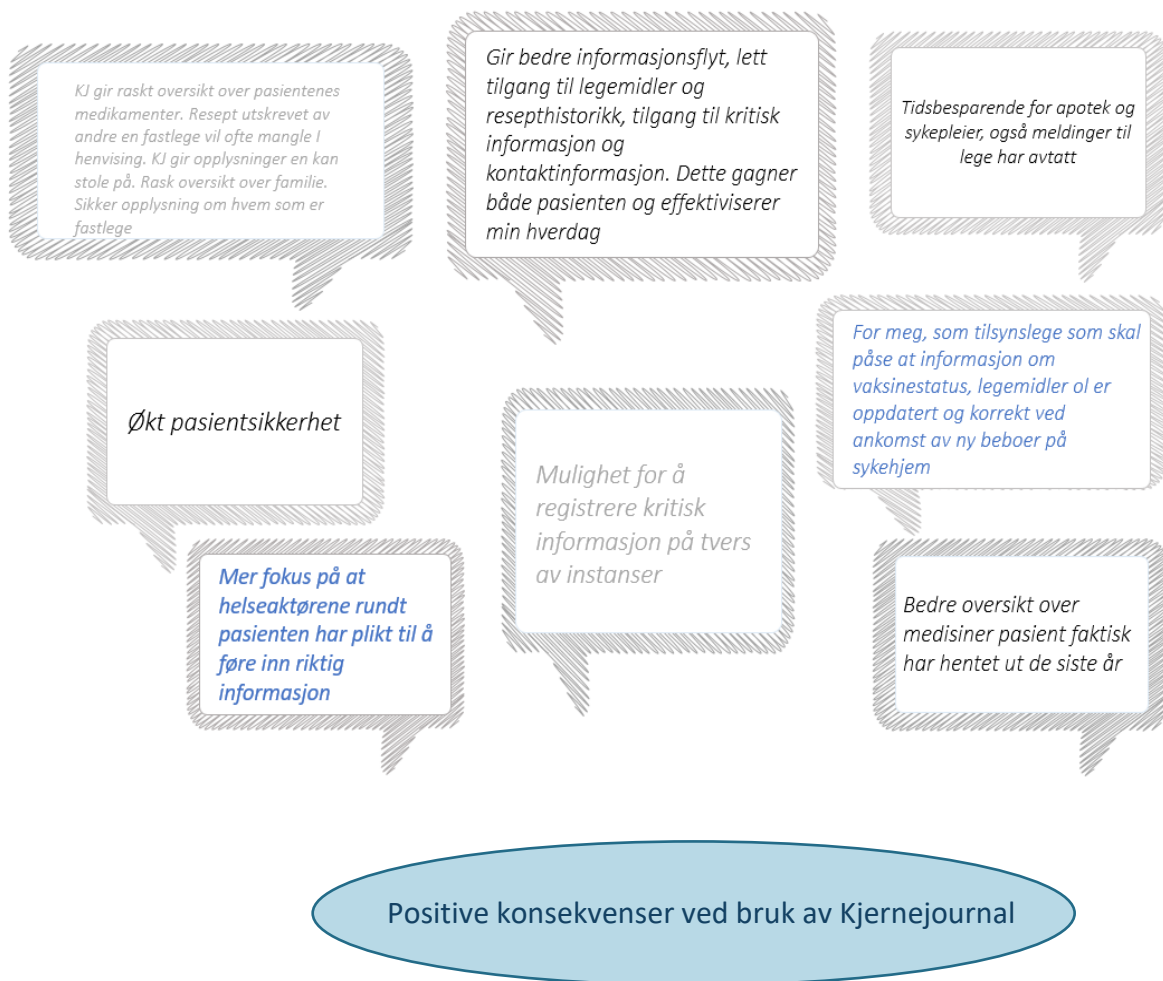 KJ gir raskt oversikt over pasientenes
medikamenter. Resept utskrevet av
andre en fastlege vil ofte mangle I
henvising. KJ gir opplysninger en kan
stole på. Rask oversikt over familie.
Sikker opplysning om hvem som er
fastlege
Gir bedre informasjonsflyt, lett
tilgang til legemidler og
resepthistorikk, tilgang til kritisk
informasjon og
kontaktinformasjon. Dette gagner
både pasienten og effektiviserer
min hverdag
Tidsbesparende for apotek og
sykepleier, også meldinger til
lege har avtatt
Økt pasientsikkerhet
Mulighet for å
registrere kritisk
informasjon på tvers
av instanser
For meg, som tilsynslege som skal
påse at informasjon om
vaksinestatus, legemidler ol er
oppdatert og korrekt ved
ankomst av ny beboer på
sykehjem
Mer fokus på at
helseaktørene rundt
pasienten har plikt til å
føre inn riktig
informasjon
Bedre oversikt over
medisiner pasient faktisk
har hentet ut de siste år
Positive konsekvenser ved bruk av Kjernejournal